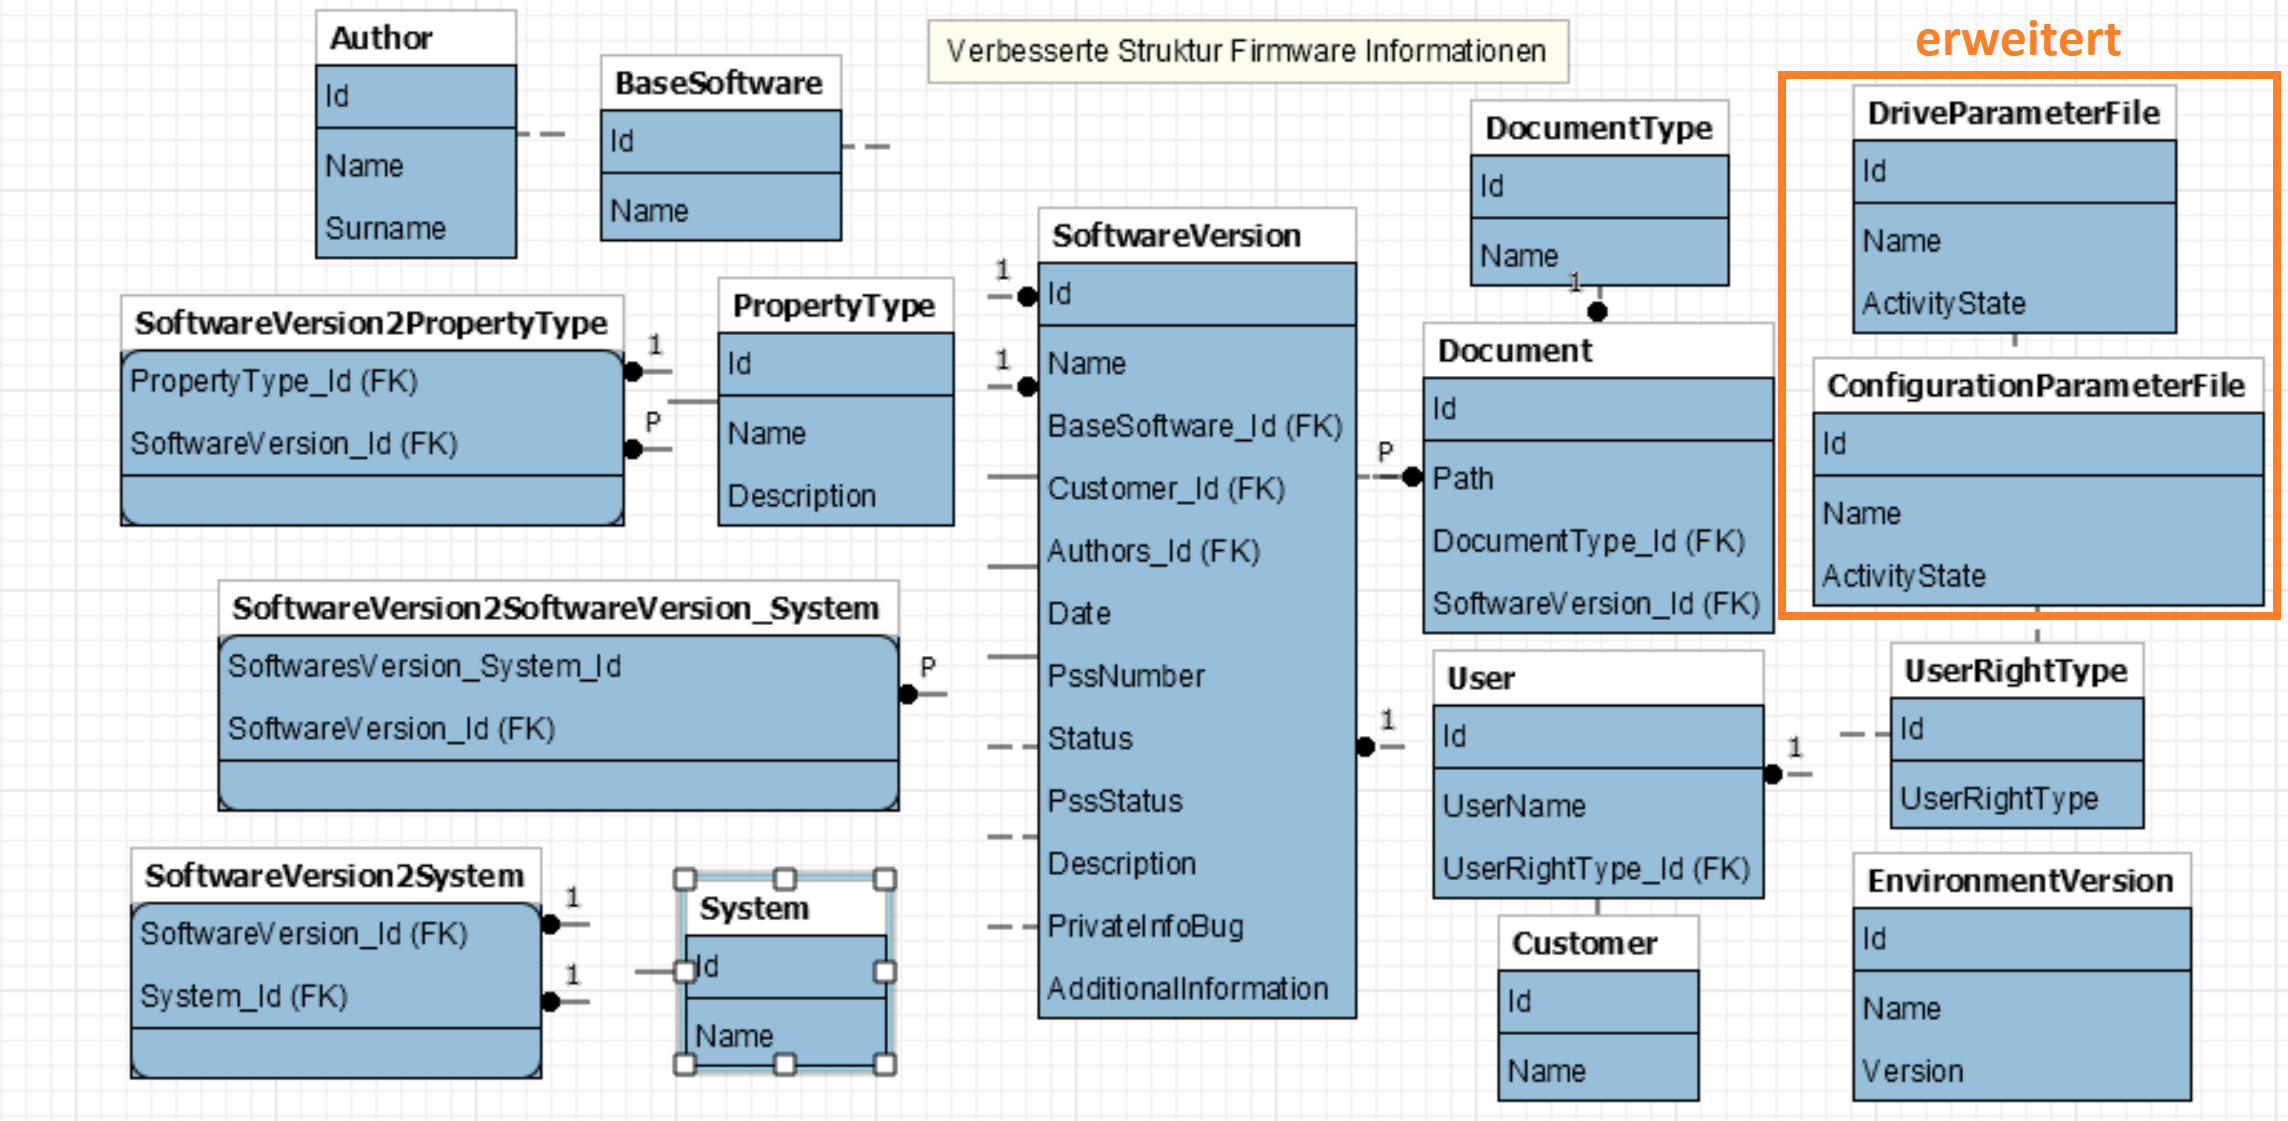 Verbesserte Struktur Firmware Informationen
erweitert
Author
Id
Name
Surname
BaseSoftware
Id
Name
SoftwareVersion2PropertyType
PropertyType_Id (FK)
SoftwareVersion_Id (FK)
1
P
PropertyType
Id
Name
Description
SoftwareVersion2SoftwareVersion_System
SoftwaresVersion_System_Id
SoftwareVersion_Id (FK)
P
SoftwareVersion2System
SoftwareVersion_Id (FK)
System_Id (FK)
1
1
System
Id
Name
1
1
SoftwareVersion
Id
Name
BaseSoftware_Id (FK)
Customer_Id (FK)
Authors_Id (FK)
Date
PssNumber
Status
PssStatus
Description
PrivateInfoBug
AdditionalInformation
DocumentType
Id
Name
1
Document
Id
Path
DocumentType_Id (FK)
SoftwareVersion_Id (FK)
P
User
Id
UserName
UserRightType_Id (FK)
1
1
Customer
Id
Name
DriveParameterFile
Id
Name
ActivityState
ConfigurationParameterFile
Id
Name
ActivityState
UserRightType
Id
UserRightType
EnvironmentVersion
Id
Name
Version